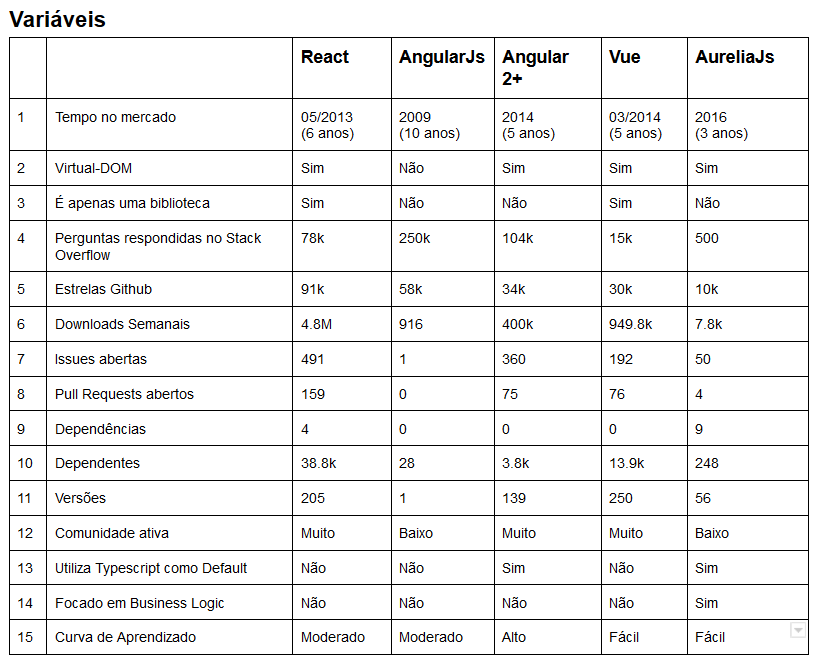 Variáveis
React AngularJs Angular Vue AureliaJs
2+
1 Tempo no mercado 05/2013 2009 2014 03/2014 2016
(6 anos) (10 anos) (5 anos) (5 anos) (3 anos)
2 Virtual-DOM Sim Não Sim Sim Sim
3 É apenas uma biblioteca Sim Não Não Sim Não
4 Perguntas respondidas no Stack 78k 250k 104k 15k 500
Overflow
5 Estrelas Github 91k 58k 34k 30k 10k
6 Downloads Semanais 4.8M 916 400k 949.8k 7.8k
7 Issues abertas 491 1 360 192 50
8 Pull Requests abertos 159 0 75 76 4
9 Dependências 4 0 0 0 9
10 Dependentes 38.8k 28 3.8k 13.9k 248
11 Versões 205 1 139 250 56
12 Comunidade ativa Muito Baixo Muito Muito Baixo
13 Utiliza Typescript como Default Não Não Sim Não Sim
14 Focado em Business Logic Não Não Não Não Sim
15 Curva de Aprendizado Moderado Moderado Alto Fácil Fácil